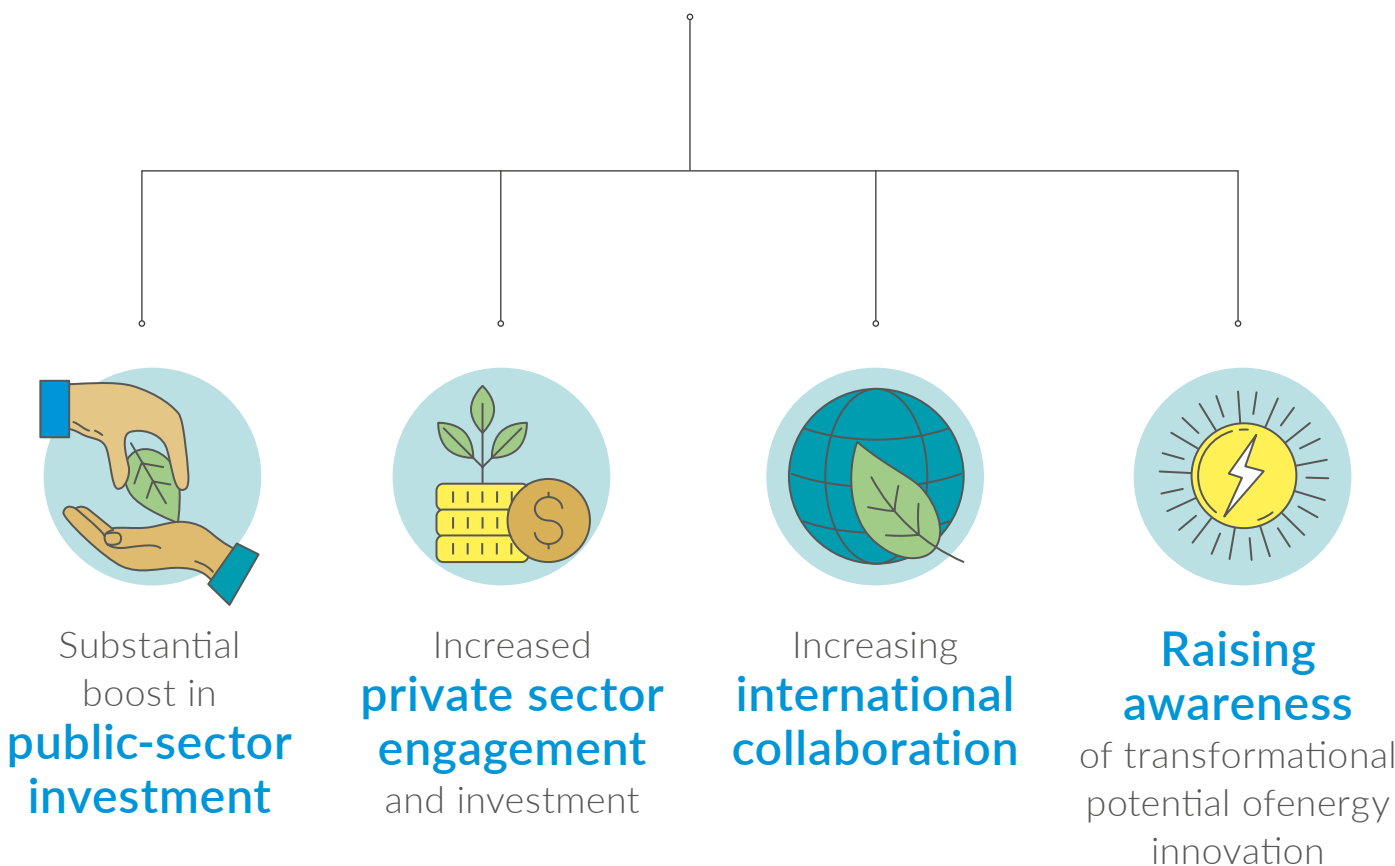 Substantial
boost in
public-sector
investment
Increased
private sector
engagement
and investment
Increasing
international
collaboration
Raising
awareness
of transformational
potential ofenergy
innovation